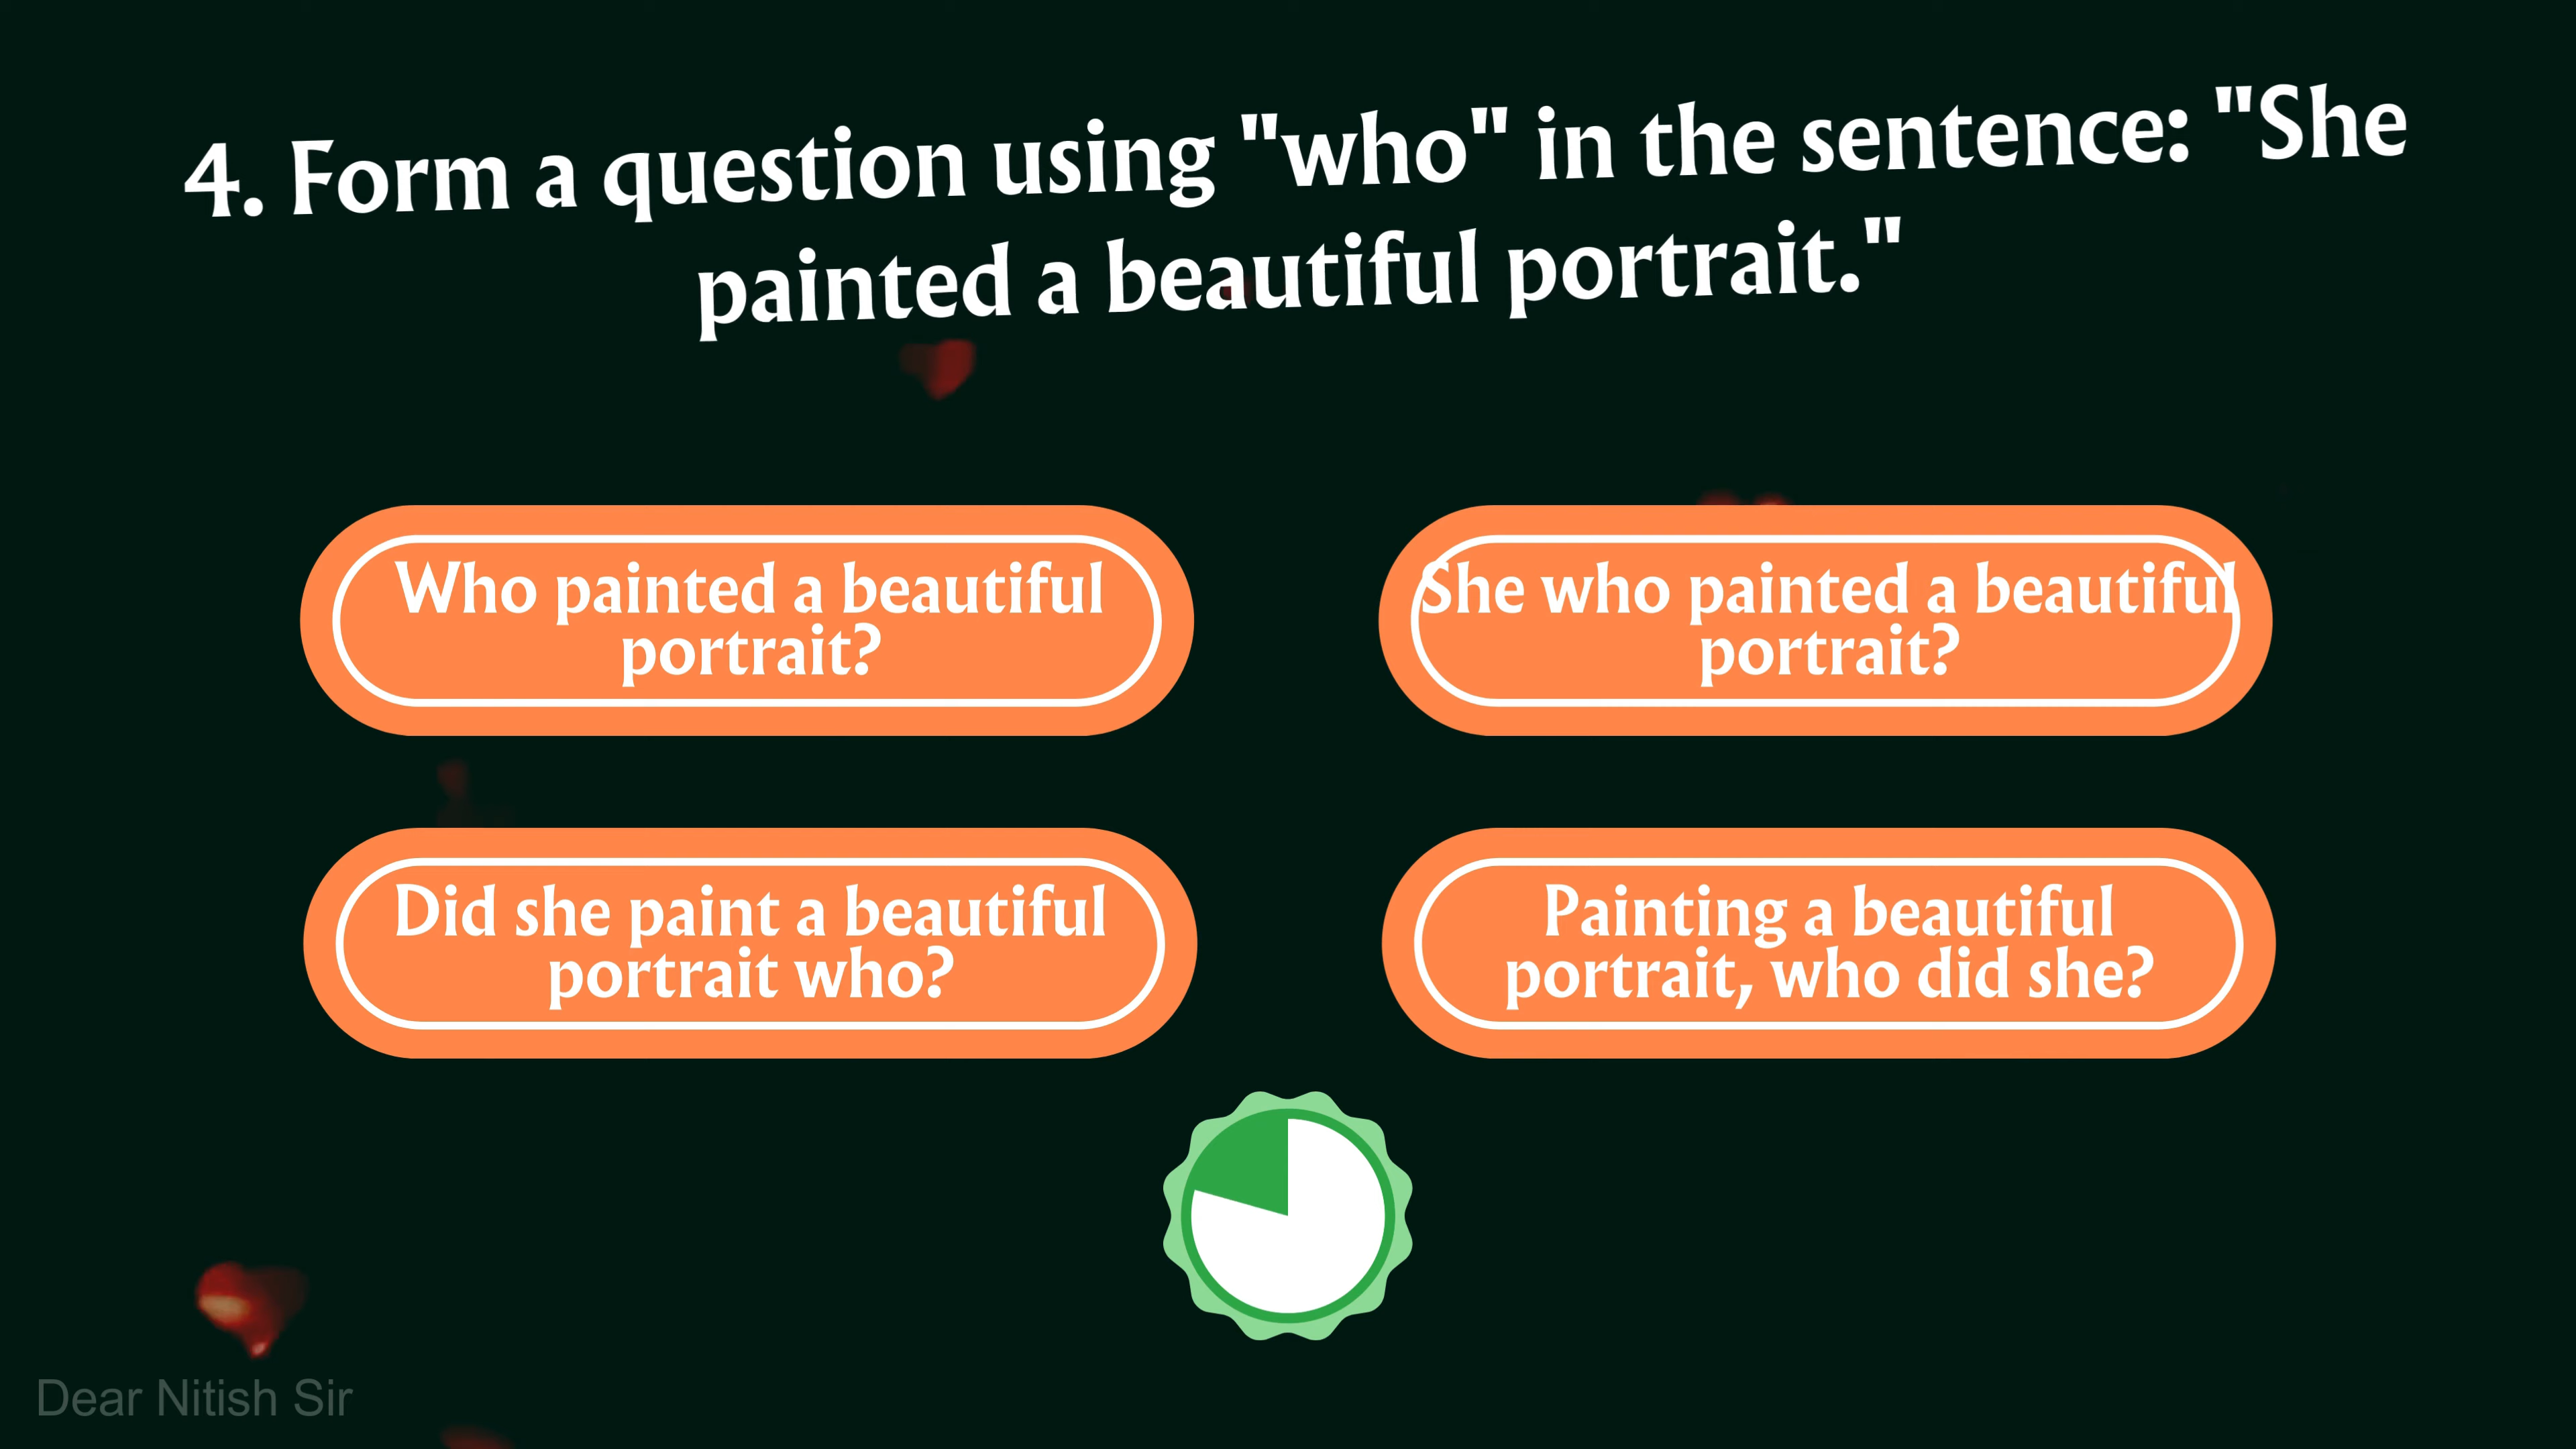 4. Form a question using "who" in the sentence: "She
painted a beautiful portrait."
Who painted a beautiful
portrait?
She who painted a beautiful
portrait?
Did she paint a beautiful
portrait who?
Painting a beautiful
portrait, who did she?
Dear Nitish Sir